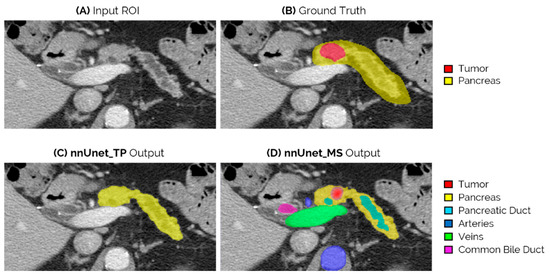 (A) Input ROI
(B) Ground Truth
Tumor
Pancreas
(C) nnUnet_TP Output
(D) nnUnet_MS Output
Tumor
Pancreas
Pancreatic Duct
Arteries
Veins
Common Bile Duct